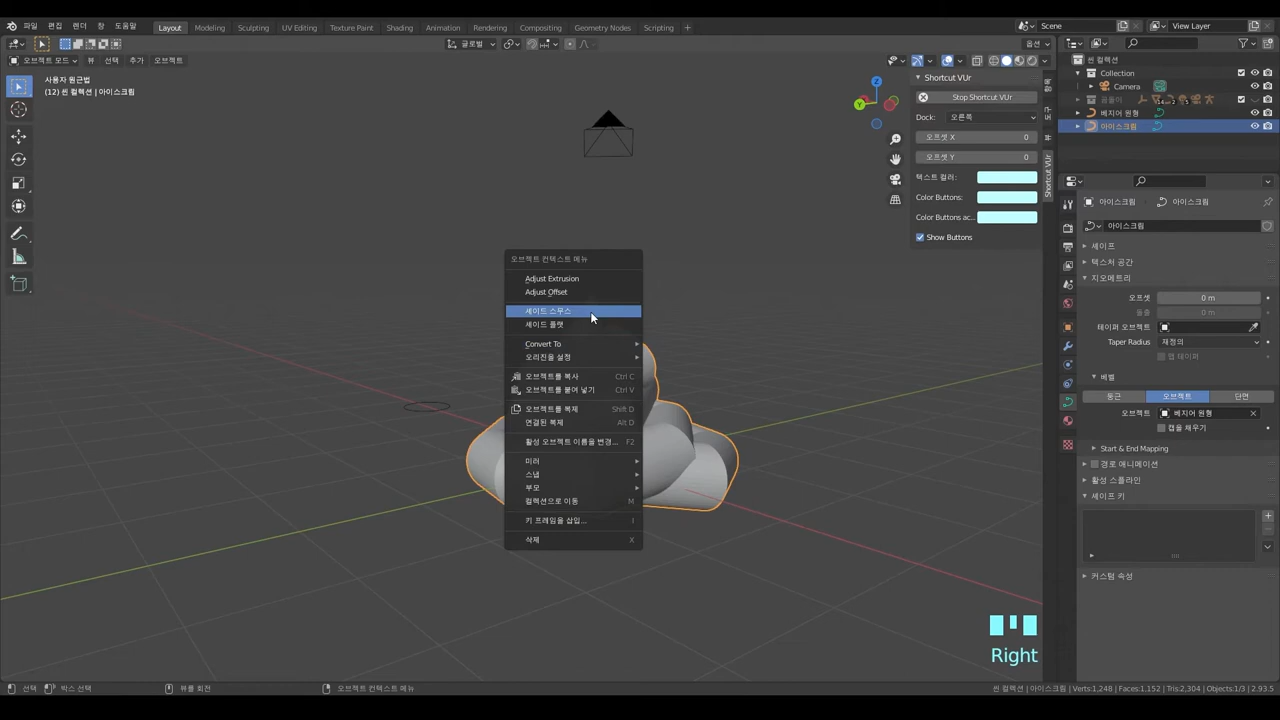 파일 편집 렌더 창 도움말 Layout Modeling Sculpting UV Editing Texture Paint Shading Animation Rendering Compositing Geometry Nodes Scripting + Scene View Layer
글로벌 옵션
오브젝트 모드 뷰 선택 추가 오브젝트
사용자 원근법
(12) 씬 컬렉션 | 아이스크림
Shortcut VUr
Stop Shortcut VUr
Dock: 오른쪽
오프셋 X 0
오프셋 Y 0
텍스트 컬러:
Color Buttons:
Color Buttons ac...
Show Buttons
Shortcut VUr
씬 컬렉션
Collection
Camera
베지어 원형
아이스크림
아이스크림 아이스크림
아이스크림
셰이프
텍스처 공간
지오메트리
오프셋 0 m
돌출 0 m
테이퍼 오브젝트
Taper Radius 재정의
맵 테이퍼
베벨
둥근 오브젝트 단면
오브젝트 베지어 원형
캡을 채우기
Start & End Mapping
경로 애니메이션
활성 스플라인
셰이프 키
커스텀 속성
오브젝트 컨텍스트 메뉴
Adjust Extrusion
Adjust Offset
셰이드 스무스
셰이드 플랫
Convert To
오리진을 설정
오브젝트를 복사 Ctrl C
오브젝트를 붙여 넣기 Ctrl V
오브젝트를 복제 Shift D
연결된 복제 Alt D
활성 오브젝트 이름을 변경... F2
미러
스냅
부모
컬렉션으로 이동 M
키 프레임을 삽입... I
삭제 X
Right
선택 박스 선택 뷰를 회전 오브젝트 컨텍스트 메뉴 씬 컬렉션 | 아이스크림 | Verts:1,248 | Faces:1,152 | Tris:2,304 | Objects:1/3 | 2.93.5